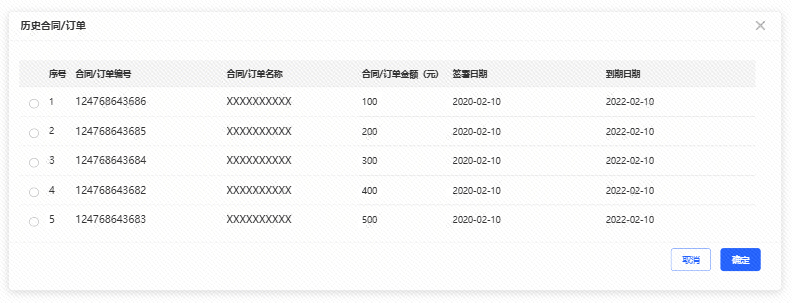 历史合同/订单
序号 合同/订单编号 合同/订单名称 合同/订单金额（元） 签署日期 到期日期
1 124768643686 XXXXXXXXXX 100 2020-02-10 2022-02-10
2 124768643685 XXXXXXXXXX 200 2020-02-10 2022-02-10
3 124768643684 XXXXXXXXXX 300 2020-02-10 2022-02-10
4 124768643682 XXXXXXXXXX 400 2020-02-10 2022-02-10
5 124768643683 XXXXXXXXXX 500 2020-02-10 2022-02-10
取消 确定